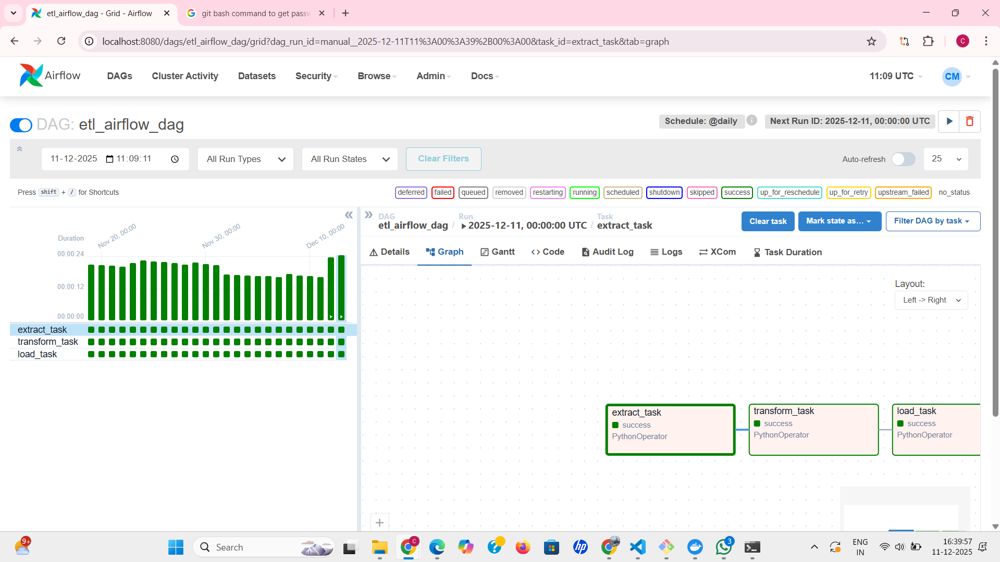 etl_airflow_dag - Grid - Airflow
git bash command to get passw
localhost:8080/dags/etl_airflow_dag/grid?dag_run_id=manual__2025-12-11T11%3A00%3A39%2B00%3A00&task_id=extract_task&tab=graph
C
Airflow
DAGs
Cluster Activity
Datasets
Security
Browse
Admin
Docs
11:09 UTC
CM
DAG: etl_airflow_dag
Schedule: @daily
Next Run ID: 2025-12-11, 00:00:00 UTC
11-12-2025 11:09:11
All Run Types
All Run States
Clear Filters
Auto-refresh
25
Press shift + / for Shortcuts
deferred
failed
queued
removed
restarting
running
scheduled
shutdown
skipped
success
up_for_reschedule
up_for_retry
upstream_failed
no_status
Duration
00:00:24
00:00:12
00:00:00
Nov 20, 00:00
Nov 30, 00:00
Dec 10, 00:00
extract_task
transform_task
load_task
DAG
etl_airflow_dag
/
Run
2025-12-11, 00:00:00 UTC
/
Task
extract_task
Clear task
Mark state as...
Filter DAG by task
Details
Graph
Gantt
Code
Audit Log
Logs
XCom
Task Duration
Layout:
Left -> Right
extract_task
success
PythonOperator
transform_task
success
PythonOperator
load_task
success
PythonOperator
9+
Search
C
hp
3
ENG
IN
16:39:57
11-12-2025